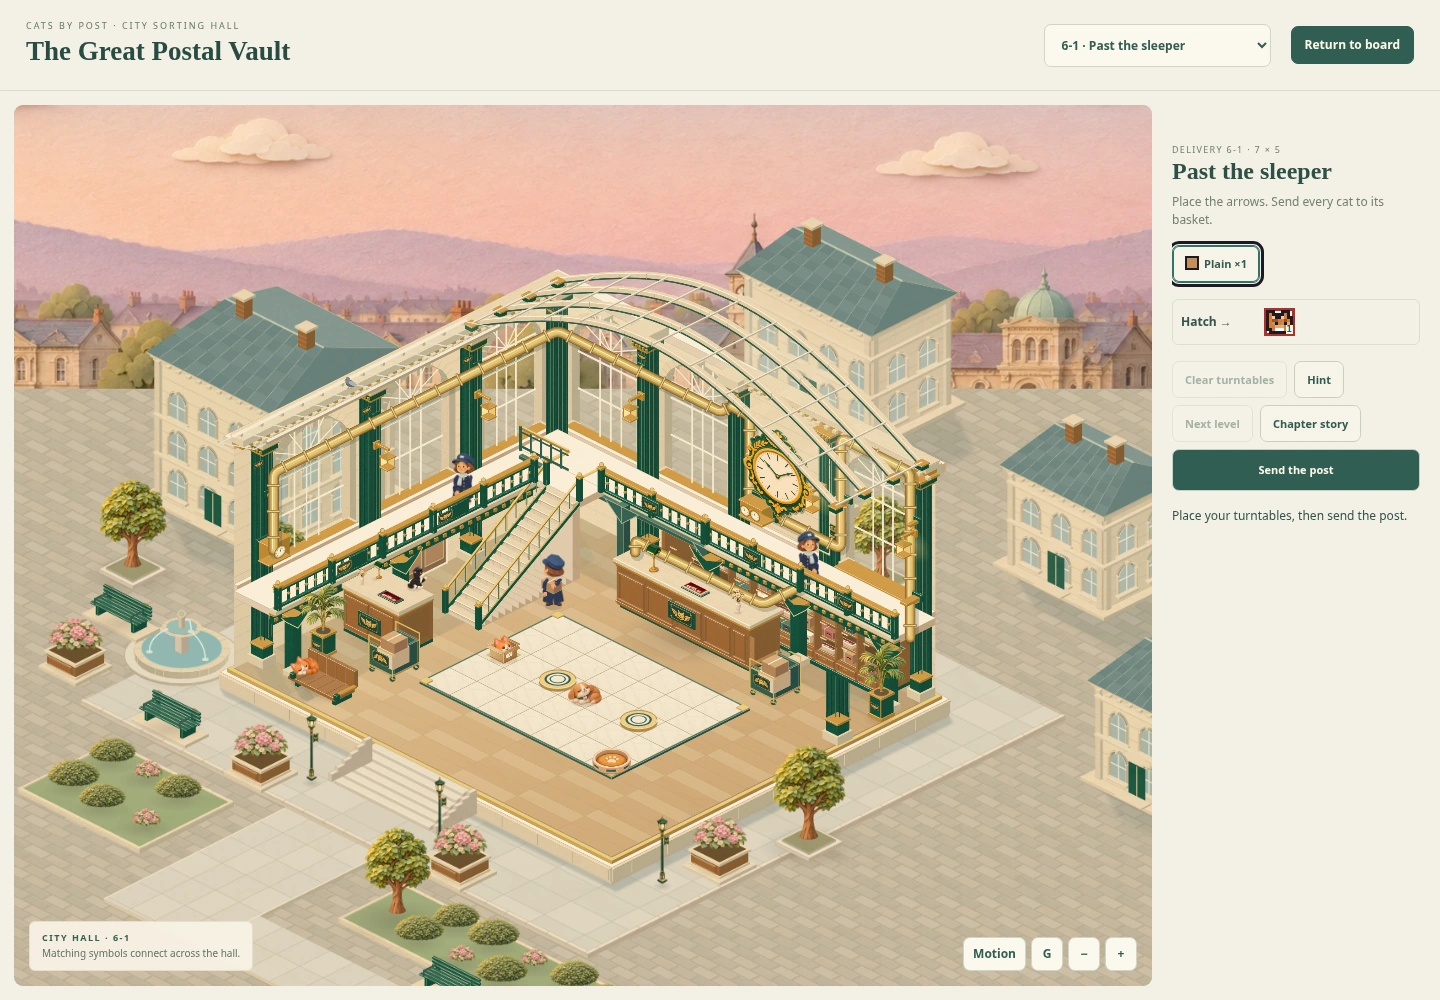 CATS BY POST · CITY SORTING HALL
The Great Postal Vault
6-1 · Past the sleeper
Return to board
DELIVERY 6-1 · 7 × 5
Past the sleeper
Place the arrows. Send every cat to its
basket.
Plain ×1
Hatch →
1
Clear turntables
Hint
Next level
Chapter story
Send the post
Place your turntables, then send the post.
CITY HALL · 6-1
Matching symbols connect across the hall.
Motion
G
−
+